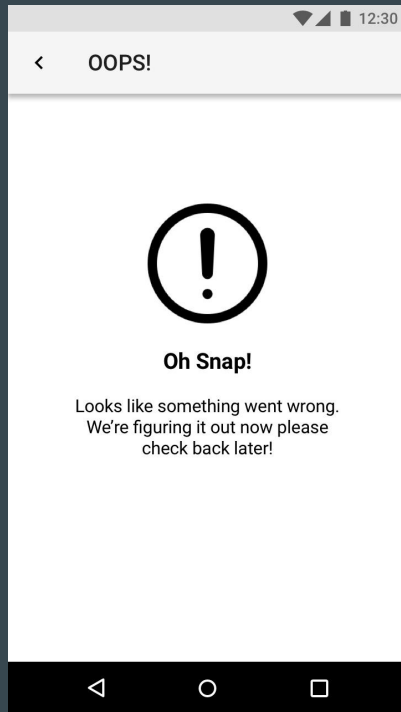 12:30
OOPS!
Oh Snap!
Looks like something went wrong.
We’re figuring it out now please
check back later!